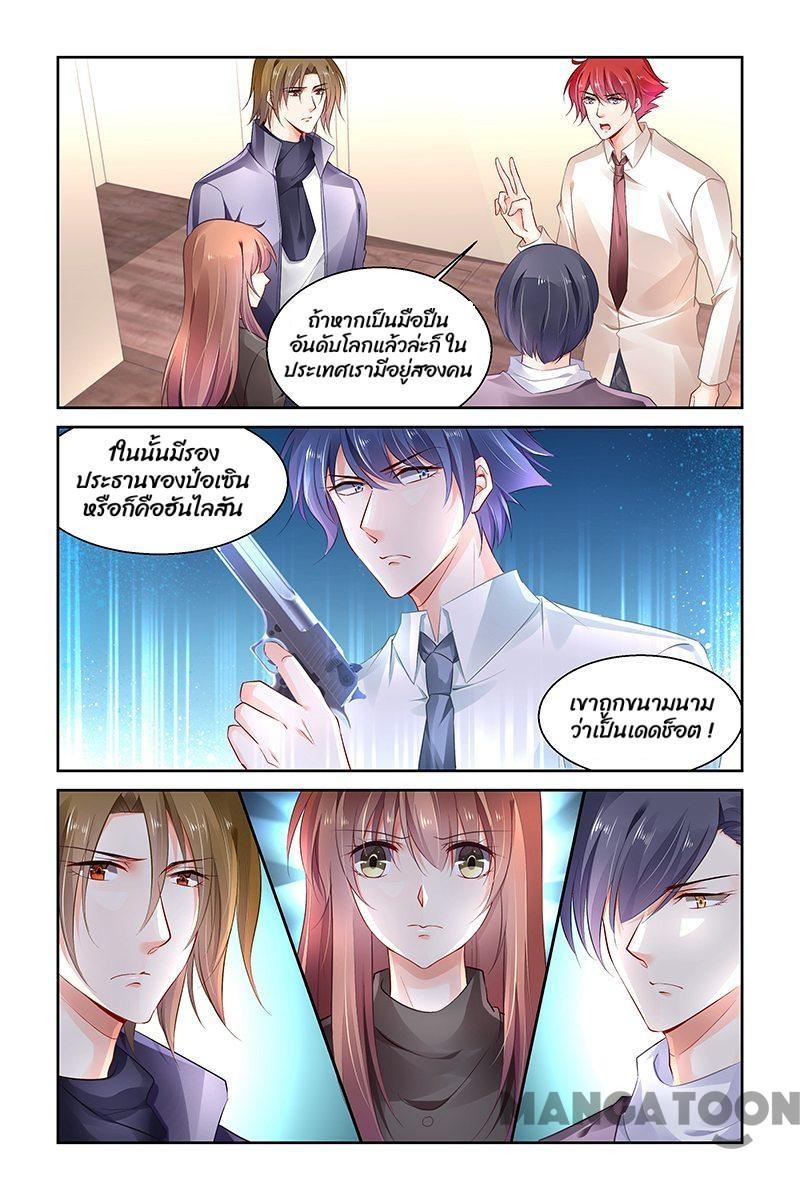 ถ้าหากเป็นมือปืน
อันดับโลกแล้วล่ะก็ ใน
ประเทศเรามีอยู่สองคน
1ในนั้นมีรอง
ประธานของป๋อเซิน
หรือก็คือฮันไลสัน
เขาถูกขนามนาม
ว่าเป็นเดดช็อต !
MANGATOON